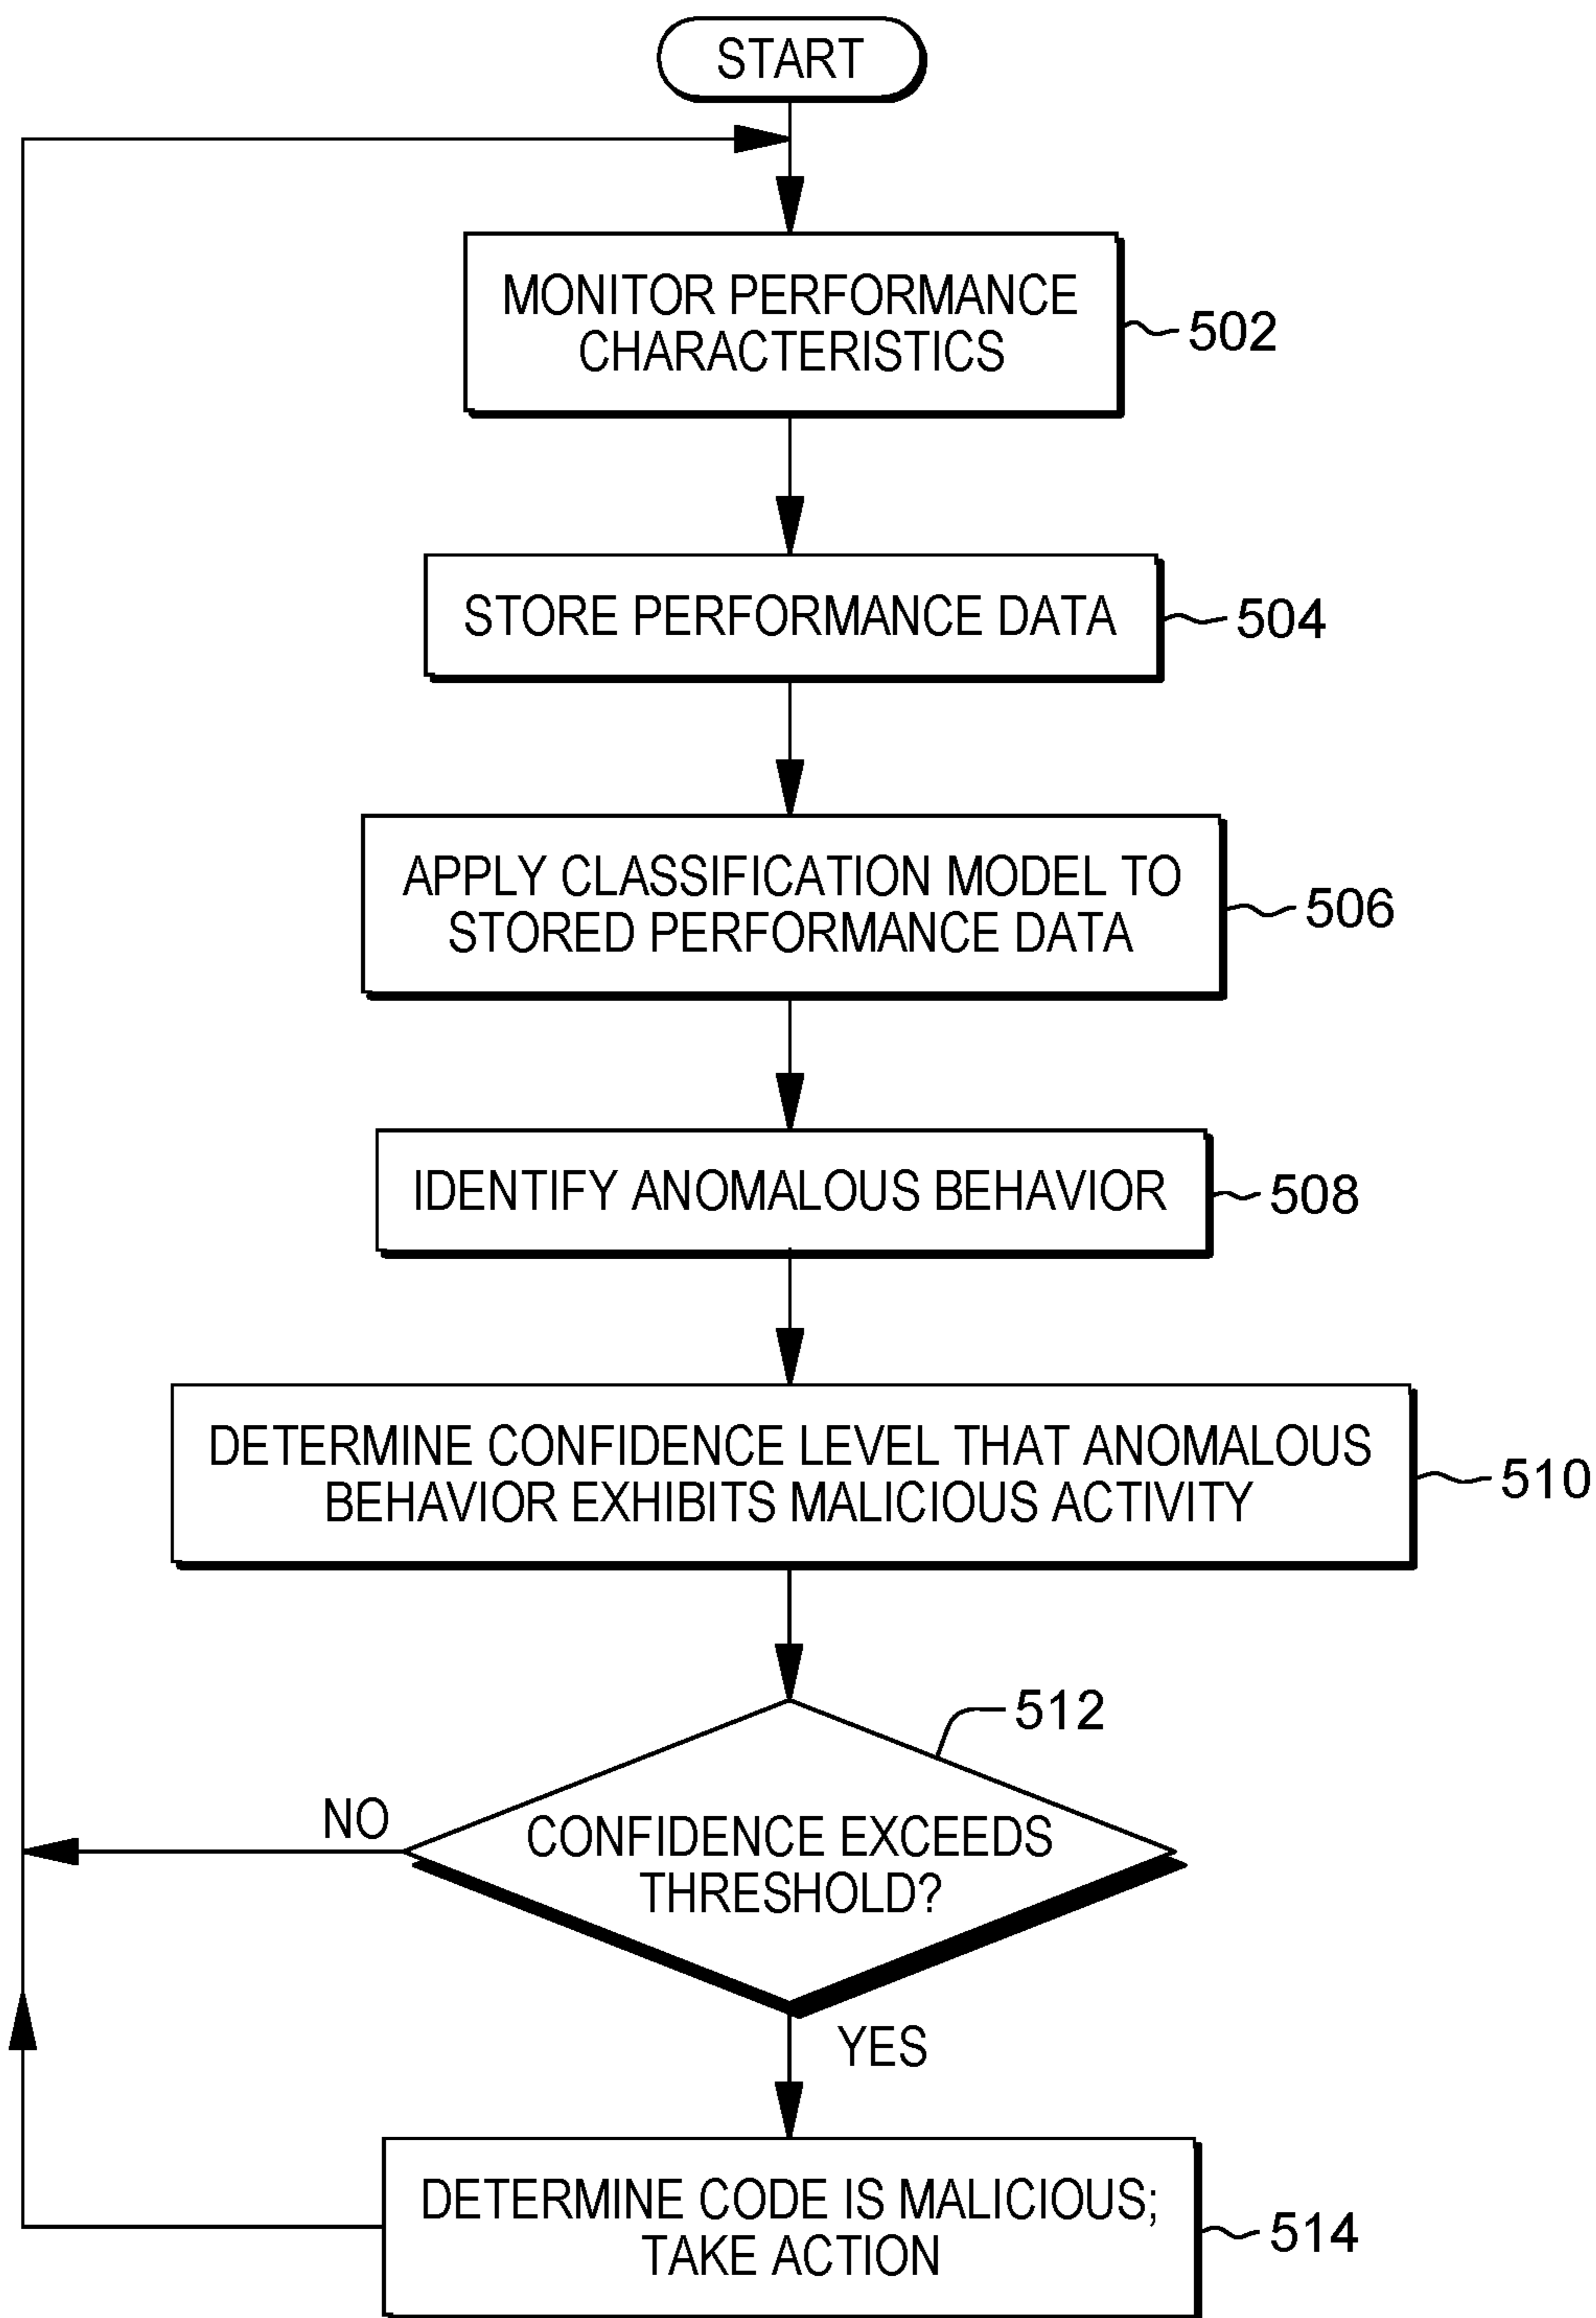 START
MONITOR PERFORMANCE
CHARACTERISTICS
502
STORE PERFORMANCE DATA
504
APPLY CLASSIFICATION MODEL TO
STORED PERFORMANCE DATA
506
IDENTIFY ANOMALOUS BEHAVIOR
508
DETERMINE CONFIDENCE LEVEL THAT ANOMALOUS
BEHAVIOR EXHIBITS MALICIOUS ACTIVITY
510
512
NO
CONFIDENCE EXCEEDS
THRESHOLD?
YES
DETERMINE CODE IS MALICIOUS;
TAKE ACTION
514